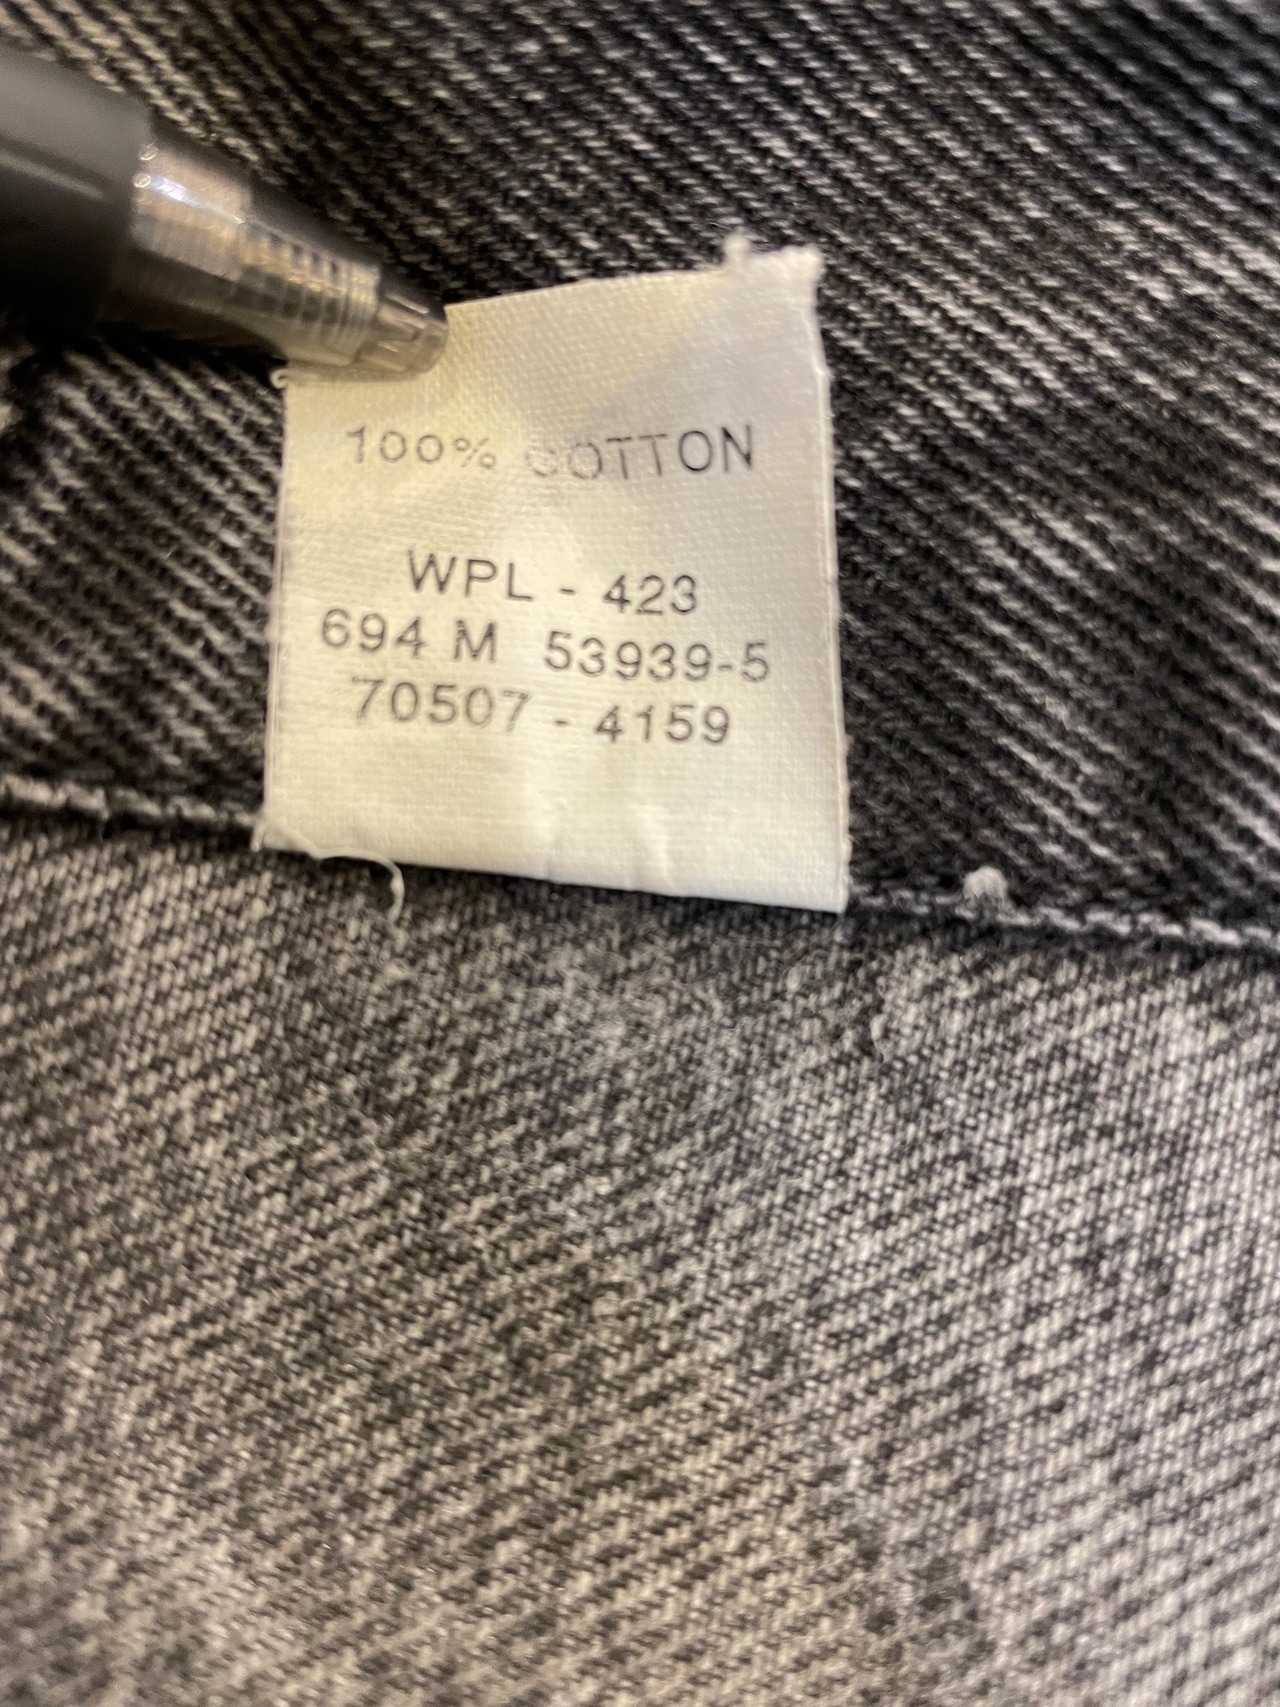 100% COTTON
WPL - 423
694 M 53939-5
70507 - 4159